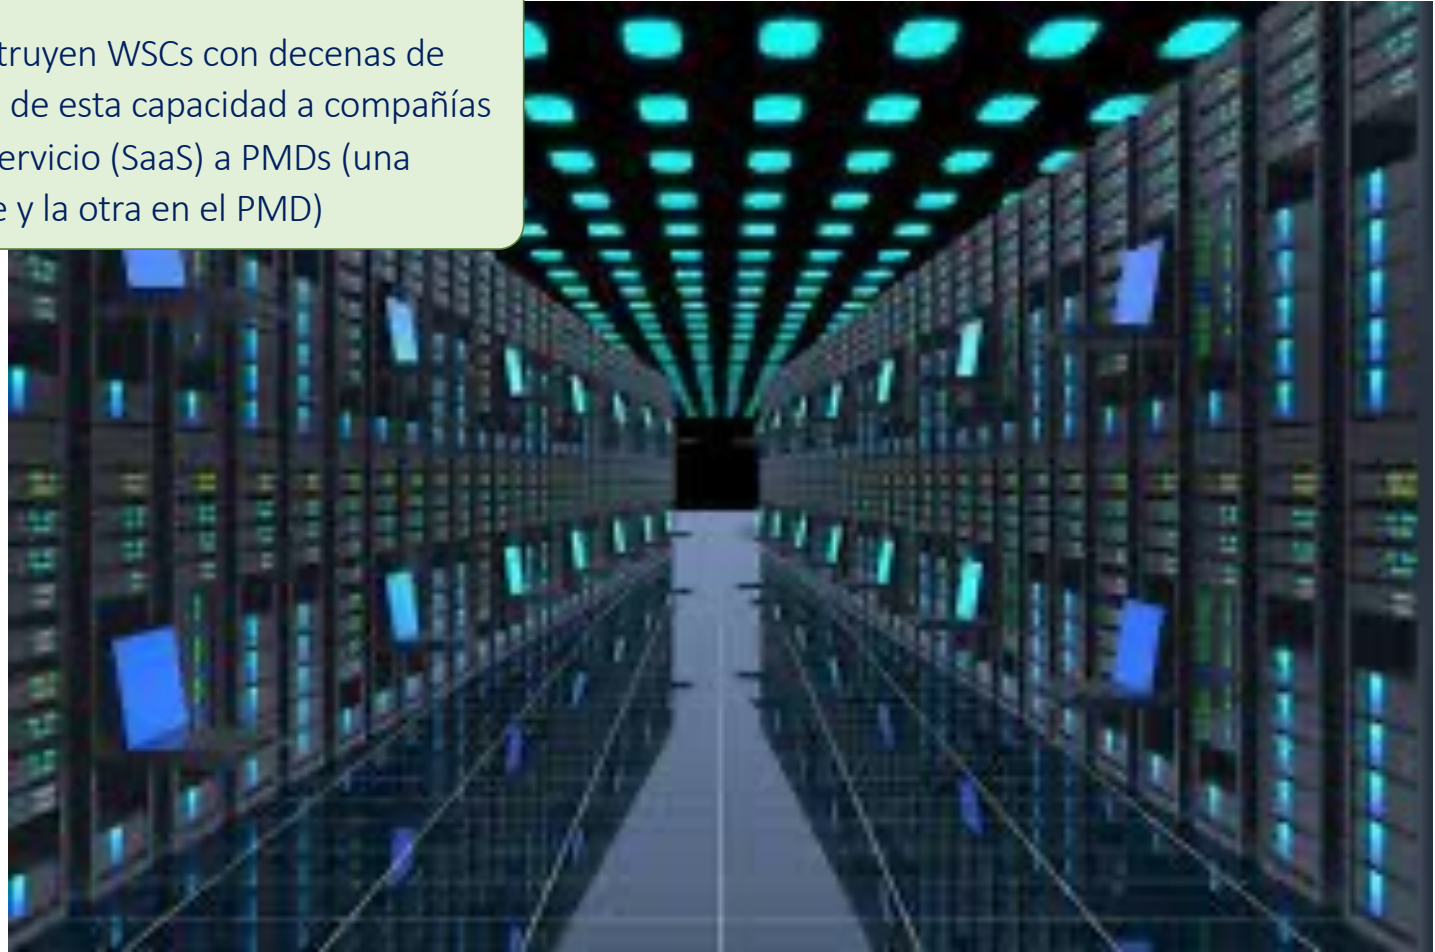 truyen WSCs con decenas de
de esta capacidad a compañías
ervicio (SaaS) a PMDs (una
e y la otra en el PMD)